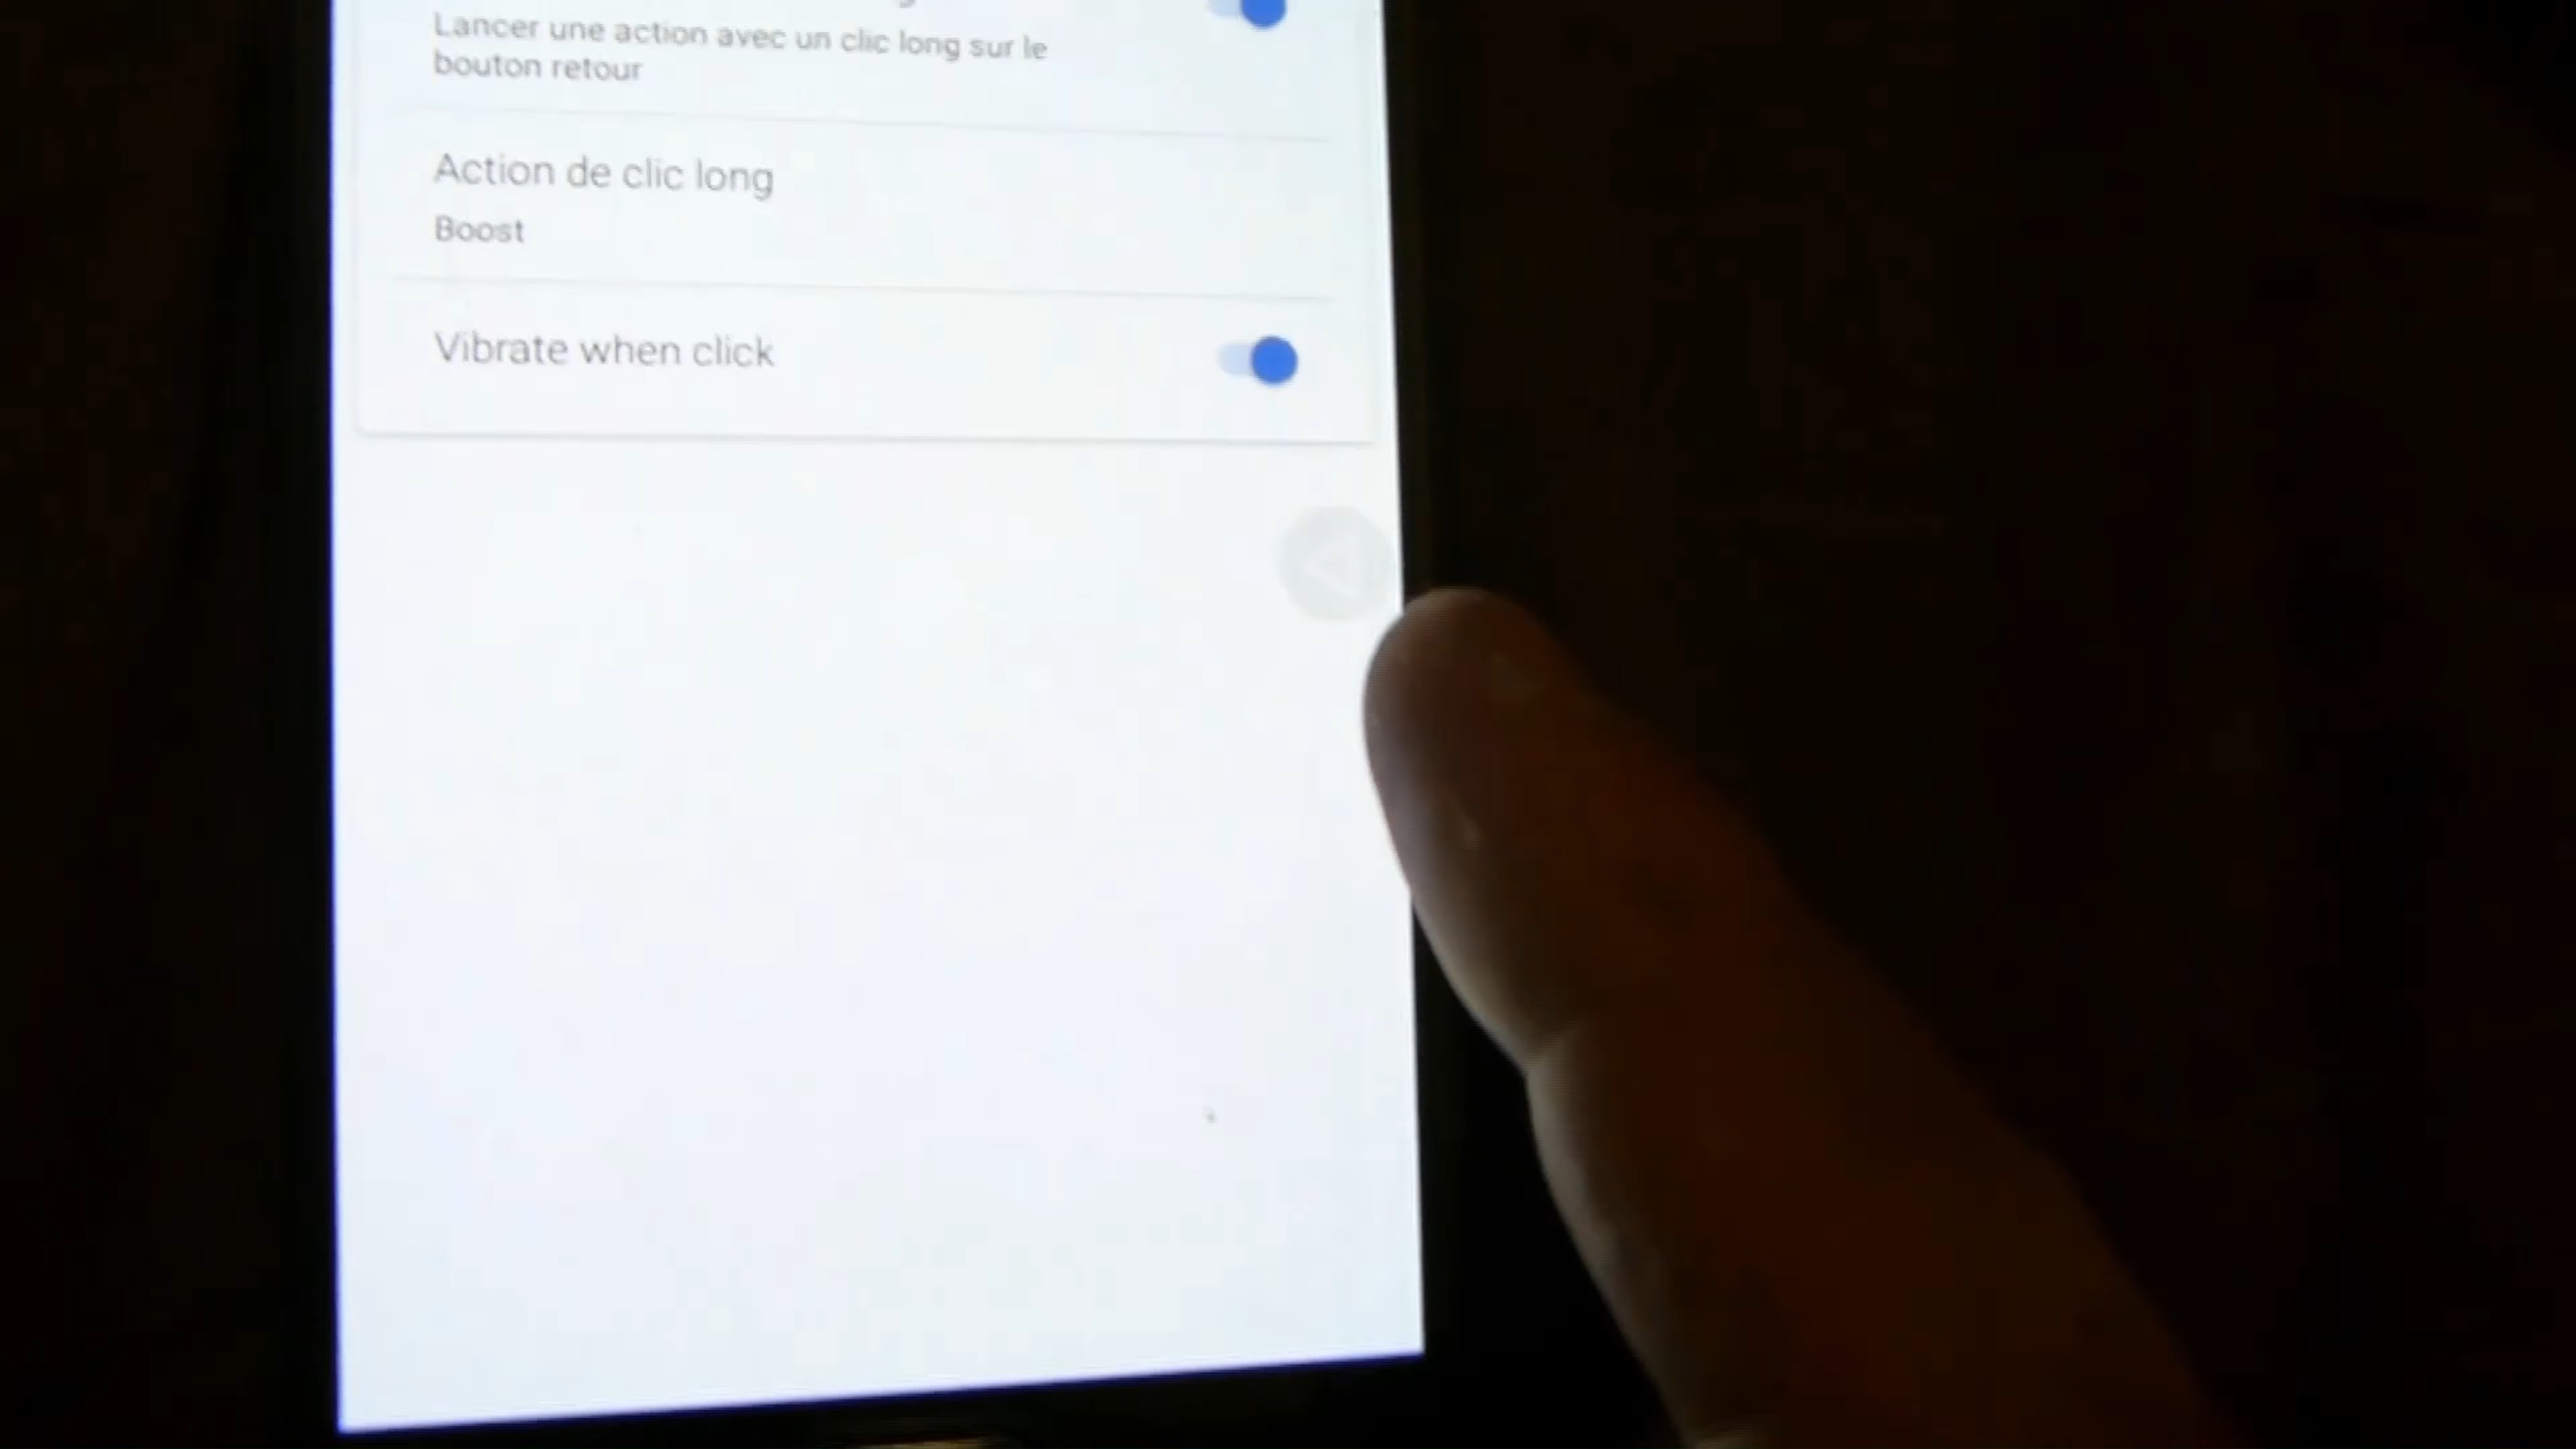 Lancer une action avec un clic long sur le
bouton retour
Action de clic long
Boost
Vibrate when click